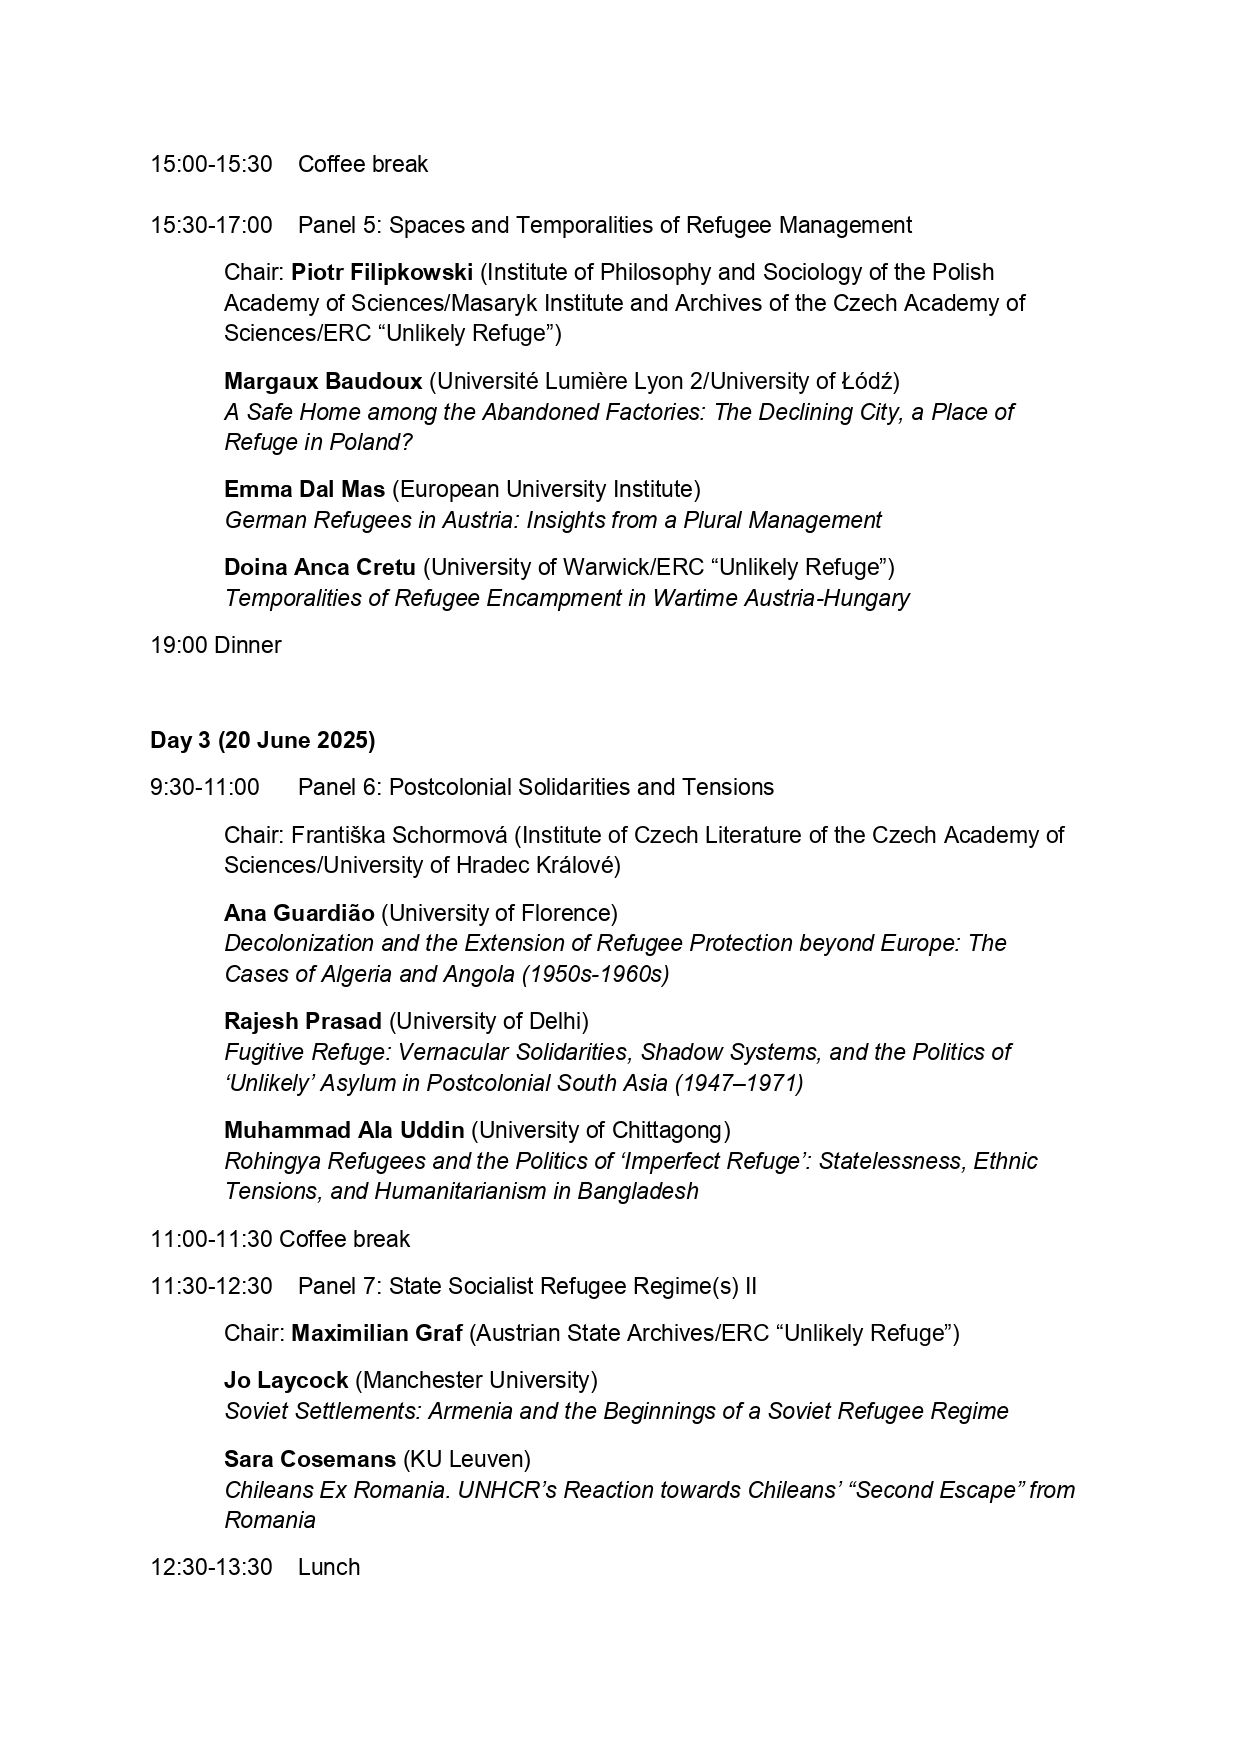 15:00-15:30 Coffee break
15:30-17:00 Panel 5: Spaces and Temporalities of Refugee Management
Chair: Piotr Filipkowski (Institute of Philosophy and Sociology of the Polish
Academy of Sciences/Masaryk Institute and Archives of the Czech Academy of
Sciences/ERC “Unlikely Refuge”)
Margaux Baudoux (Université Lumière Lyon 2/University of Łódź)
A Safe Home among the Abandoned Factories: The Declining City, a Place of
Refuge in Poland?
Emma Dal Mas (European University Institute)
German Refugees in Austria: Insights from a Plural Management
Doina Anca Cretu (University of Warwick/ERC “Unlikely Refuge”)
Temporalities of Refugee Encampment in Wartime Austria-Hungary
19:00 Dinner
Day 3 (20 June 2025)
9:30-11:00 Panel 6: Postcolonial Solidarities and Tensions
Chair: Františka Schormová (Institute of Czech Literature of the Czech Academy of
Sciences/University of Hradec Králové)
Ana Guardião (University of Florence)
Decolonization and the Extension of Refugee Protection beyond Europe: The
Cases of Algeria and Angola (1950s-1960s)
Rajesh Prasad (University of Delhi)
Fugitive Refuge: Vernacular Solidarities, Shadow Systems, and the Politics of
‘Unlikely’ Asylum in Postcolonial South Asia (1947–1971)
Muhammad Ala Uddin (University of Chittagong)
Rohingya Refugees and the Politics of ‘Imperfect Refuge’: Statelessness, Ethnic
Tensions, and Humanitarianism in Bangladesh
11:00-11:30 Coffee break
11:30-12:30 Panel 7: State Socialist Refugee Regime(s) II
Chair: Maximilian Graf (Austrian State Archives/ERC “Unlikely Refuge”)
Jo Laycock (Manchester University)
Soviet Settlements: Armenia and the Beginnings of a Soviet Refugee Regime
Sara Cosemans (KU Leuven)
Chileans Ex Romania. UNHCR’s Reaction towards Chileans’ “Second Escape” from
Romania
12:30-13:30 Lunch